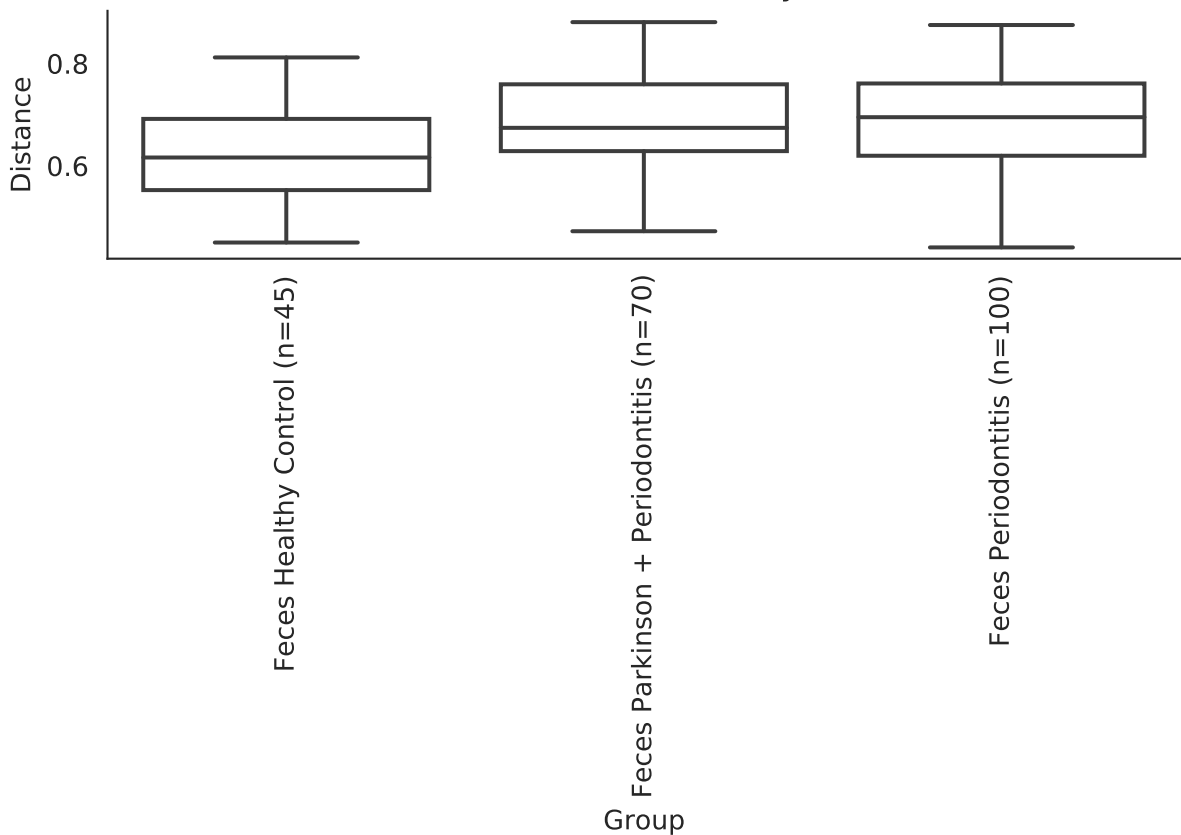 Distance
0.8
0.6
Feces Healthy Control (n=45)
Feces Parkinson + Periodontitis (n=70)
Feces Periodontitis (n=100)
Group